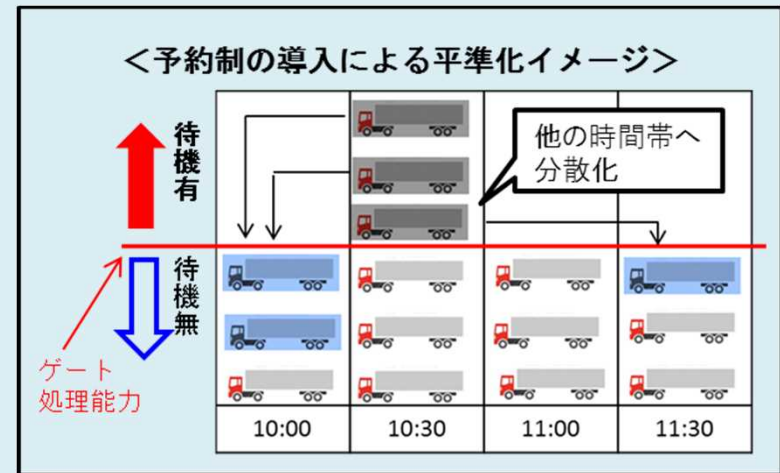 ＜予約制の導入による平準化イメージ＞
待機有
他の時間帯へ
分散化
待機無
ゲート
処理能力
10:00 10:30 11:00 11:30